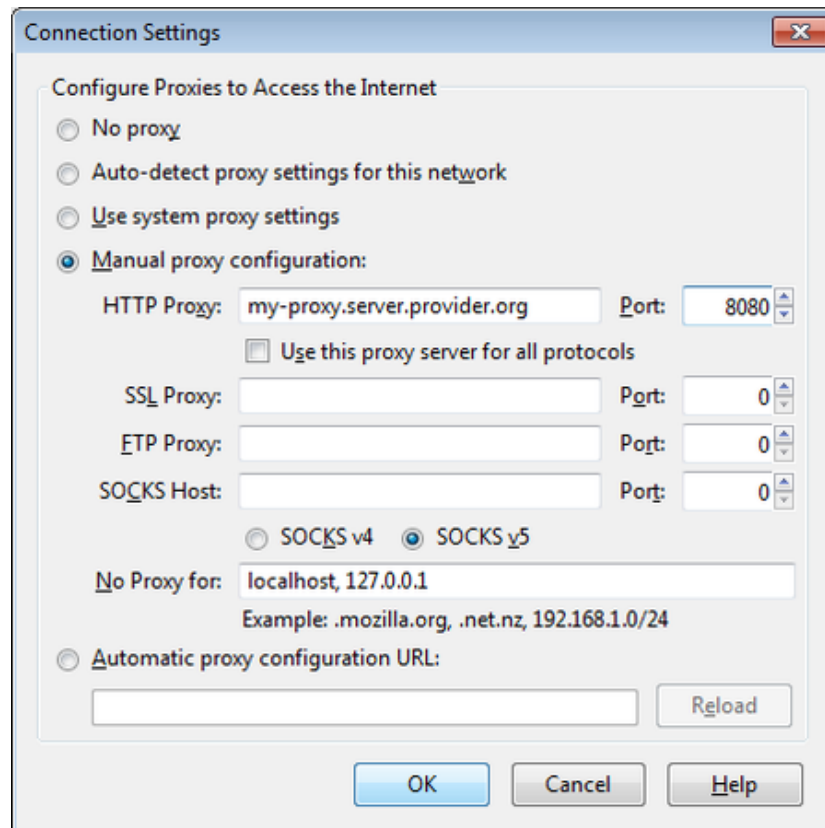 Connection Settings
Configure Proxies to Access the Internet
No proxy
Auto-detect proxy settings for this network
Use system proxy settings
Manual proxy configuration:
HTTP Proxy: my-proxy.server.provider.org Port: 8080
Use this proxy server for all protocols
SSL Proxy: Port: 0
FTP Proxy: Port: 0
SOCKS Host: Port: 0
SOCKS v4 SOCKS v5
No Proxy for: localhost, 127.0.0.1
Example: .mozilla.org, .net.nz, 192.168.1.0/24
Automatic proxy configuration URL:
Reload
OK Cancel Help